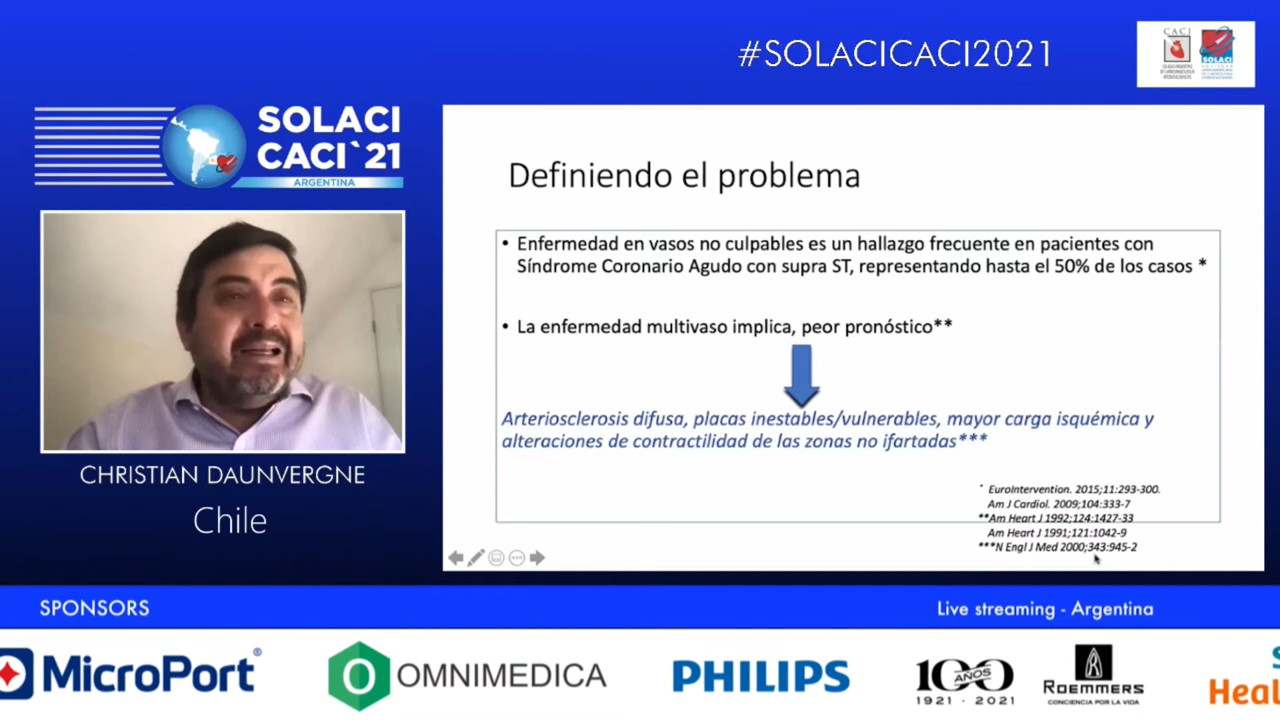 #SOLACICACI2021
CACI
SOLACI
SOLACI
CACI`21
ARGENTINA
Definiendo el problema
• Enfermedad en vasos no culpables es un hallazgo frecuente en pacientes con
Síndrome Coronario Agudo con supra ST, representando hasta el 50% de los casos *
• La enfermedad multivaso implica, peor pronóstico**
Arteriosclerosis difusa, placas inestables/vulnerables, mayor carga isquémica y
alteraciones de contractilidad de las zonas no ifartadas***
* EuroIntervention. 2015;11:293-300.
Am J Cardiol. 2009;104:333-7
**Am Heart J 1992;124:1427-33
Am Heart J 1991;121:1042-9
***N Engl J Med 2000;343:945-2
CHRISTIAN DAUNVERGNE
Chile
SPONSORS
Live streaming - Argentina
MicroPort®
OMNIMEDICA
PHILIPS
100 AÑOS
1921 · 2021
ROEMMERS
CONCIENCIA POR LA VIDA
S
Heal